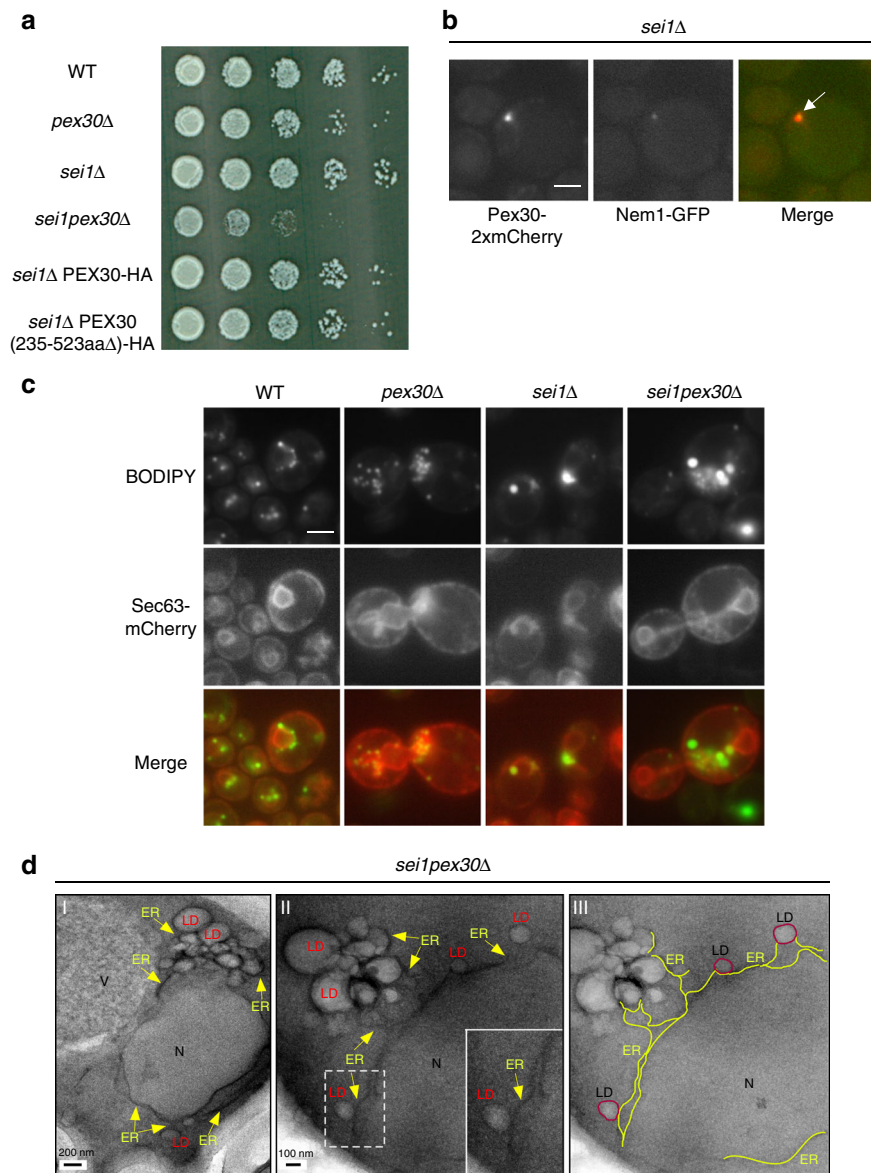 a
WT
pex30Δ
sei1Δ
sei1pex30Δ
sei1Δ PEX30-HA
sei1Δ PEX30
(235-523aaΔ)-HA
b
sei1Δ
Pex30-
2xmCherry
Nem1-GFP
Merge
c
WT
pex30Δ
sei1Δ
sei1pex30Δ
BODIPY
Sec63-
mCherry
Merge
d
sei1pex30Δ
I
ER
LD
LD
ER
V
ER
N
ER
LD
ER
200 nm
II
LD
LD
ER
ER
LD
LD
ER
N
LD
ER
LD
100 nm
III
LD
LD
ER
ER
ER
N
LD
ER